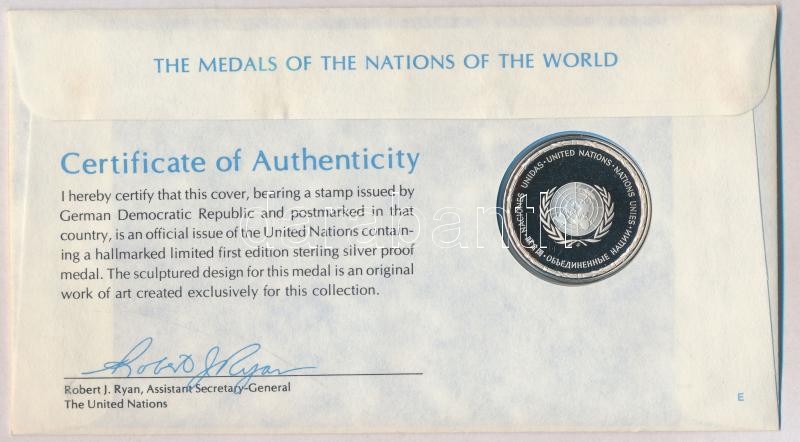 THE MEDALS OF THE NATIONS OF THE WORLD
Certificate of Authenticity
I hereby certify that this cover, bearing a stamp issued by
German Democratic Republic and postmarked in that
country, is an official issue of the United Nations contain-
ing a hallmarked limited first edition sterling silver proof
medal. The sculptured design for this medal is an original
work of art created exclusively for this collection.
Robert J. Ryan
Robert J. Ryan, Assistant Secretary-General
The United Nations
NACIONES UNIDAS · UNITED NATIONS · NATIONS UNIES ·
ОБЪЕДИНЕННЫЕ НАЦИИ ·
E